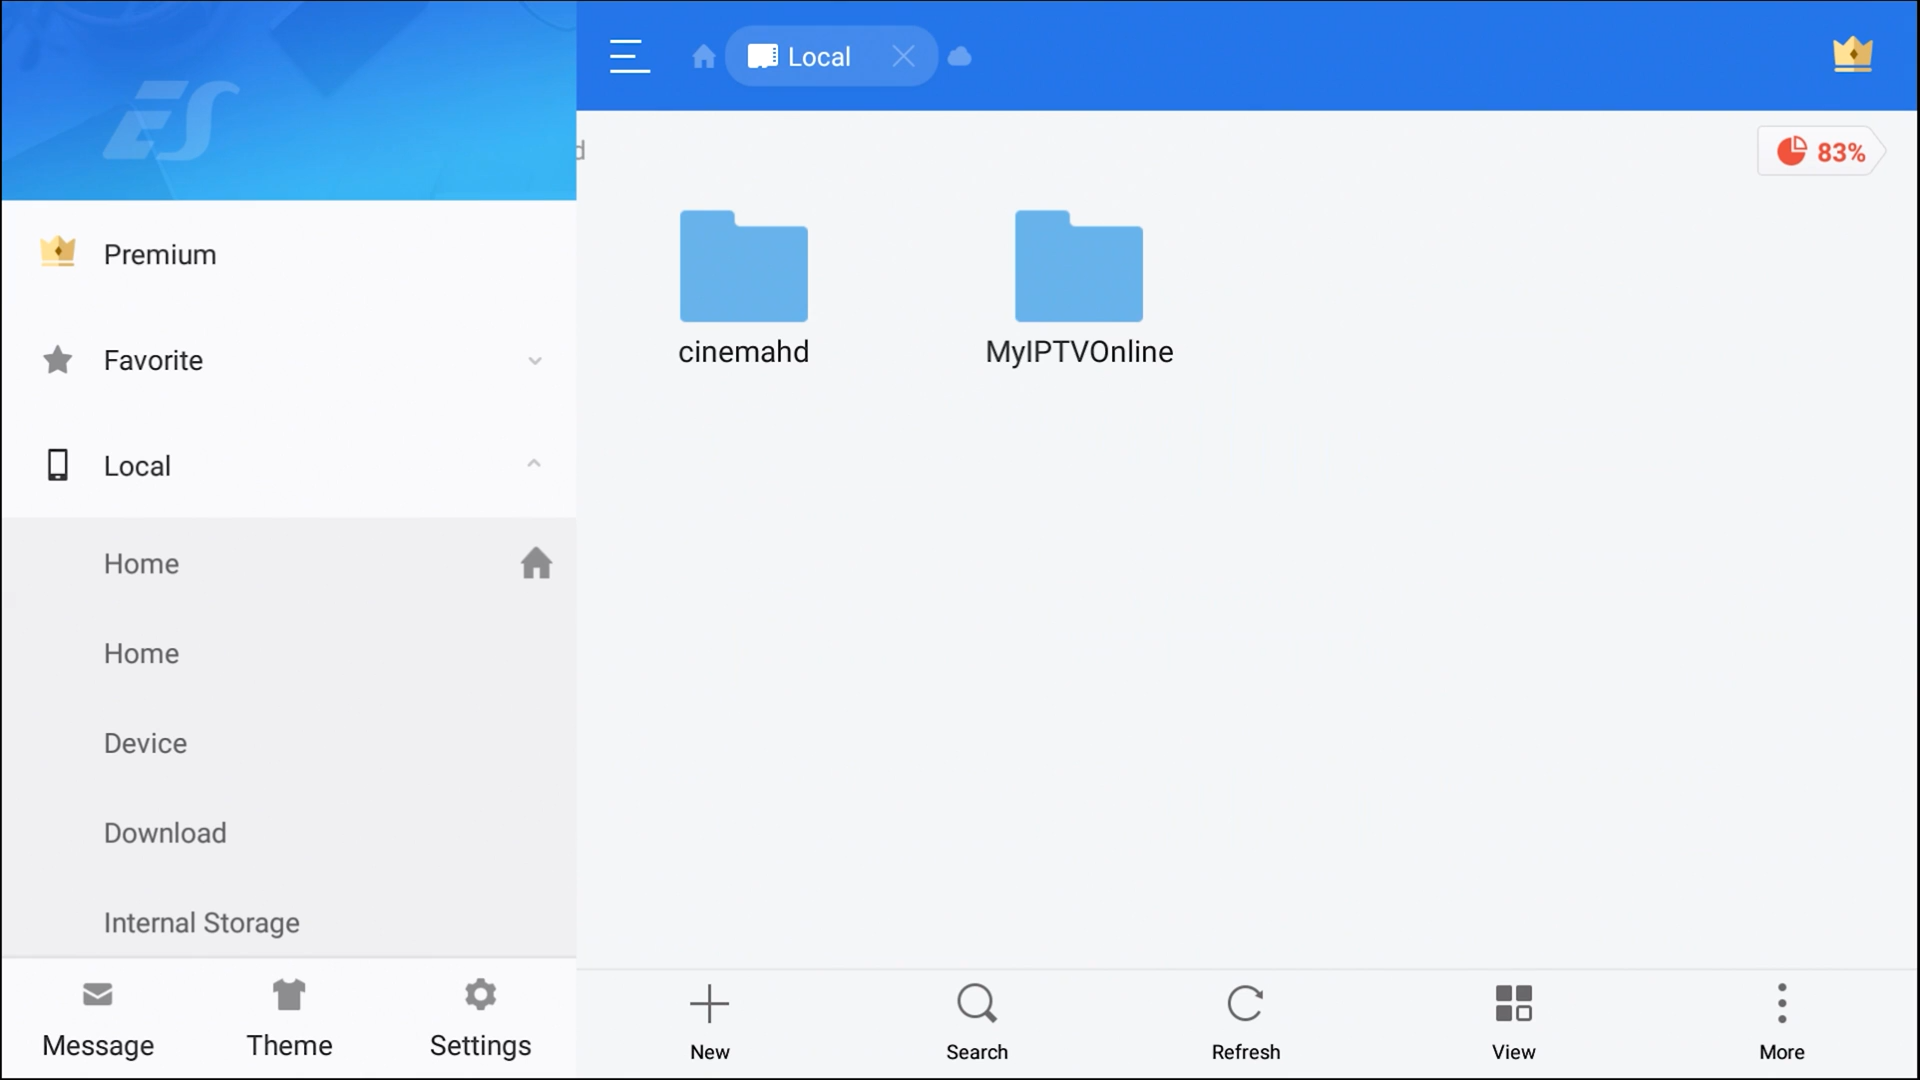 ES
Local
d
83%
Premium
Favorite
Local
Home
Home
Device
Download
Internal Storage
cinemahd
MyIPTVOnline
Message
Theme
Settings
New
Search
Refresh
View
More